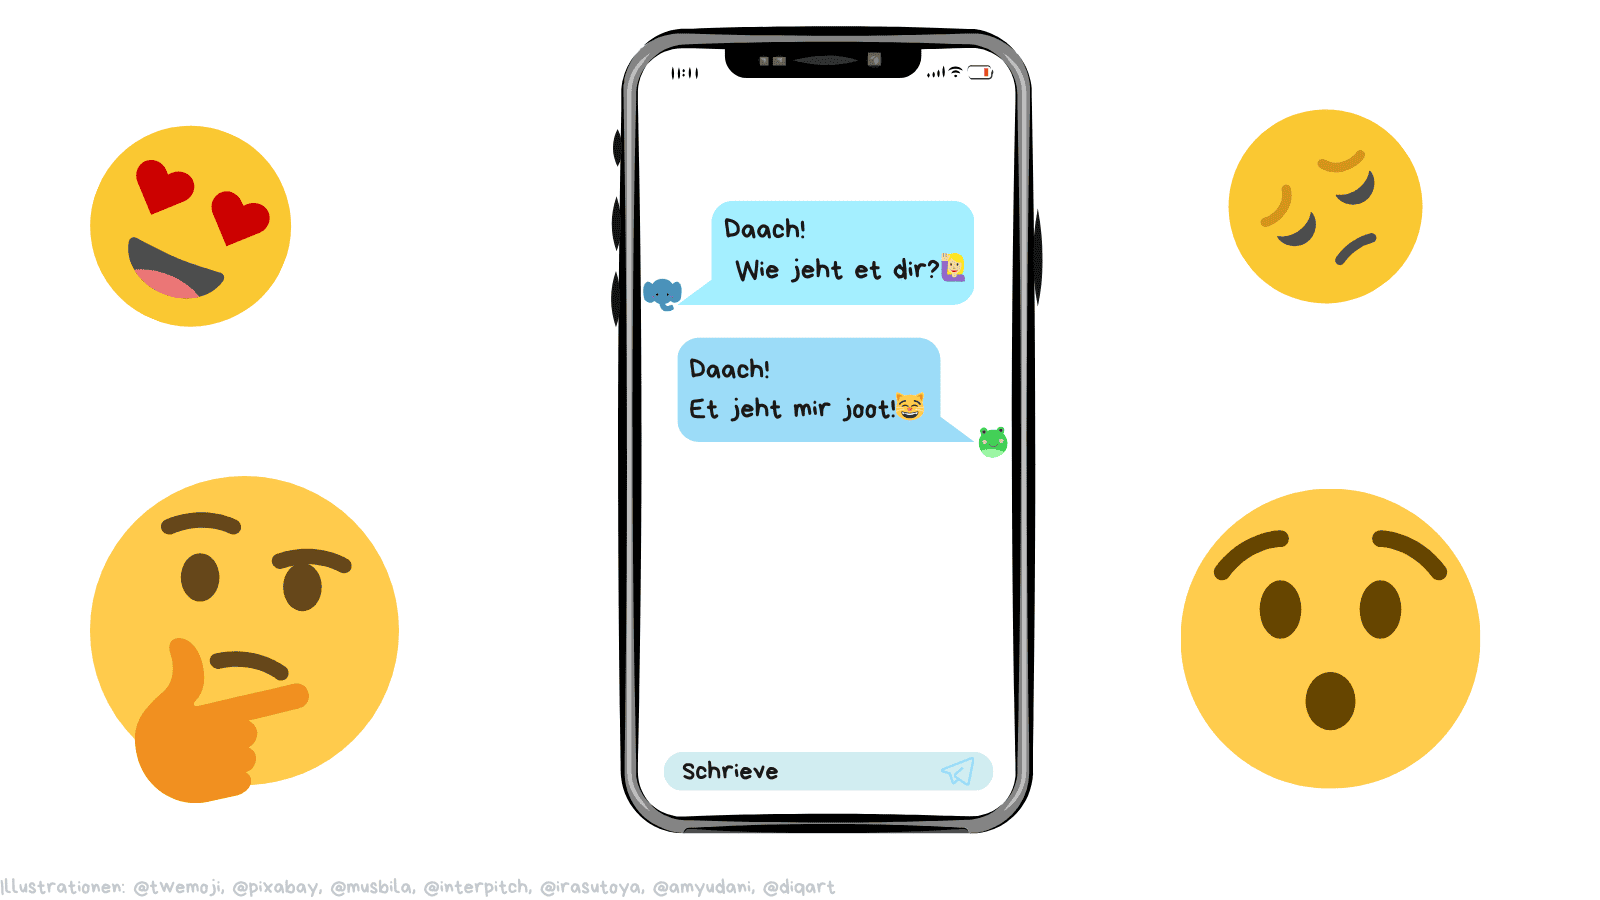 11:11
Daach!
Wie jeht et dir?
Daach!
Et jeht mir joot!
Schrieve
Illustrationen: @twemoji, @pixabay, @musbila, @interpitch, @irasutoya, @amyudani, @diqart